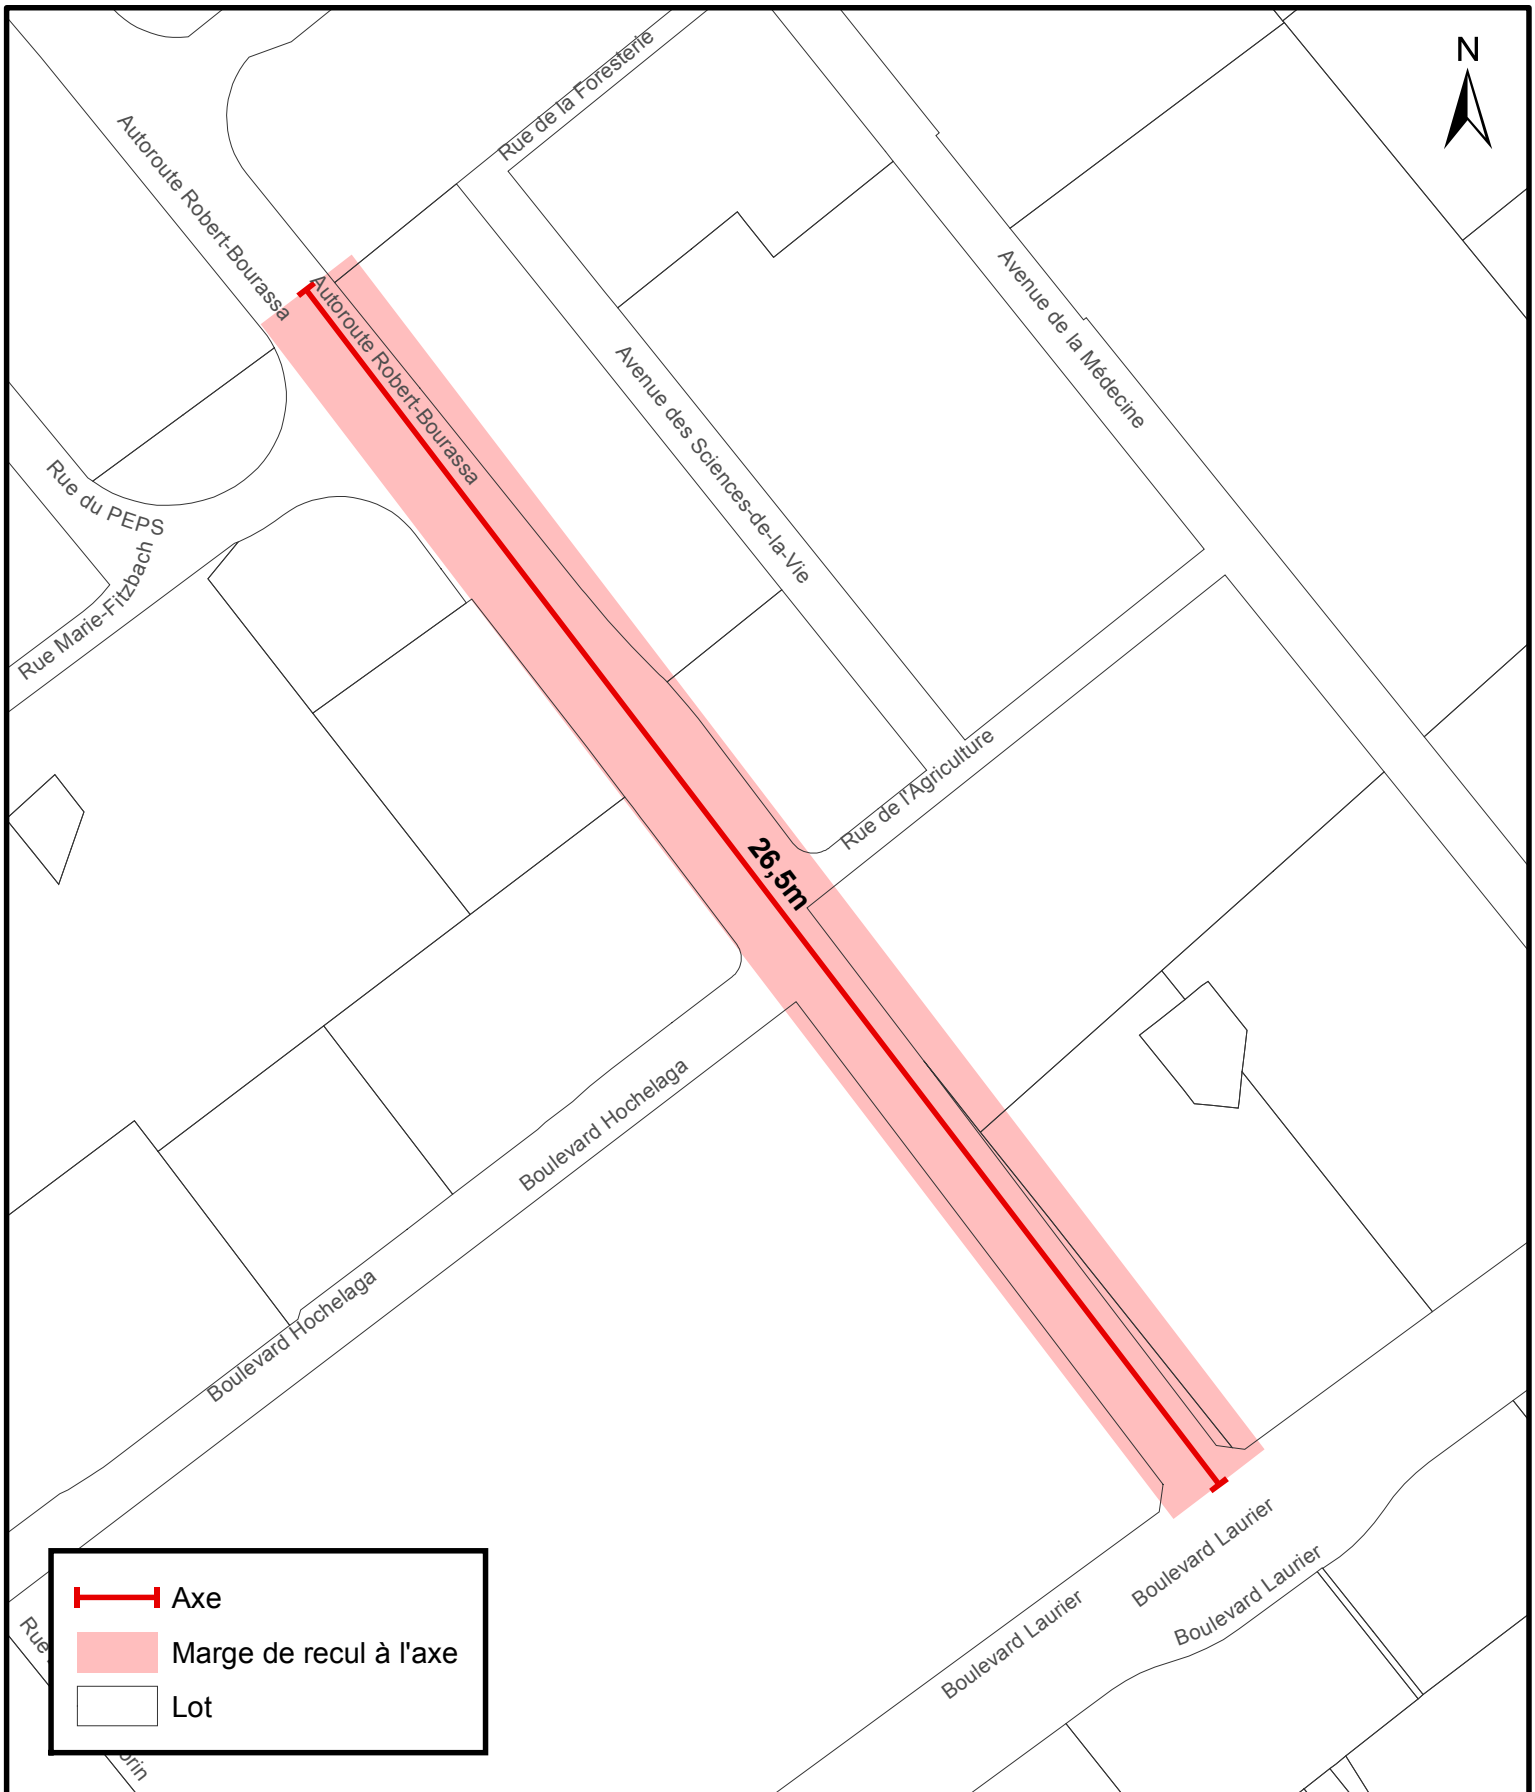 N
Rue de la Foresterie
Autoroute Robert-Bourassa
Autoroute Robert-Bourassa
Avenue de la Médecine
Avenue des Sciences-de-la-Vie
Rue du PEPS
Rue Marie-Fitzbach
Rue de l'Agriculture
26,5m
Boulevard Hochelaga
Boulevard Hochelaga
Boulevard Laurier
Boulevard Laurier
Boulevard Laurier
Rue
Axe
Marge de recul à l'axe
Lot